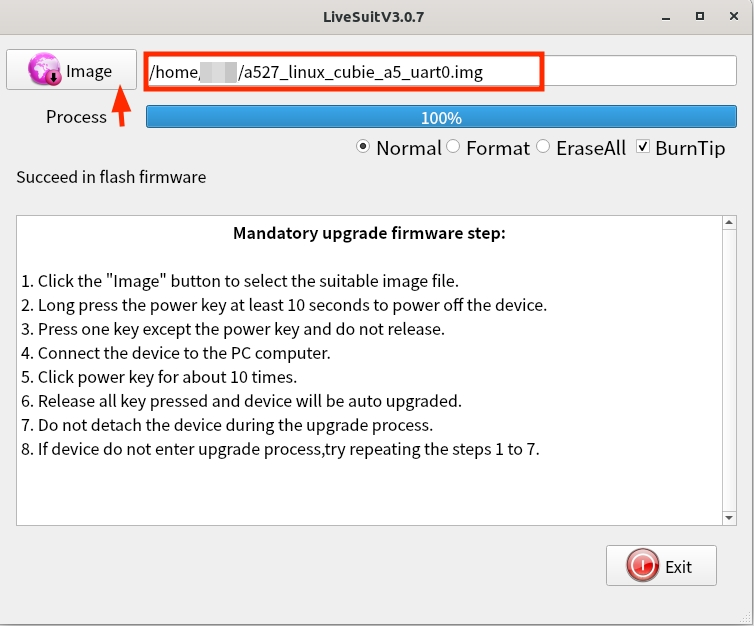 LiveSuitV3.0.7
Image /home/ /a527_linux_cubie_a5_uart0.img
Process 100%
Normal Format EraseAll BurnTip
Succeed in flash firmware
Mandatory upgrade firmware step:
1. Click the "Image" button to select the suitable image file.
2. Long press the power key at least 10 seconds to power off the device.
3. Press one key except the power key and do not release.
4. Connect the device to the PC computer.
5. Click power key for about 10 times.
6. Release all key pressed and device will be auto upgraded.
7. Do not detach the device during the upgrade process.
8. If device do not enter upgrade process,try repeating the steps 1 to 7.
Exit